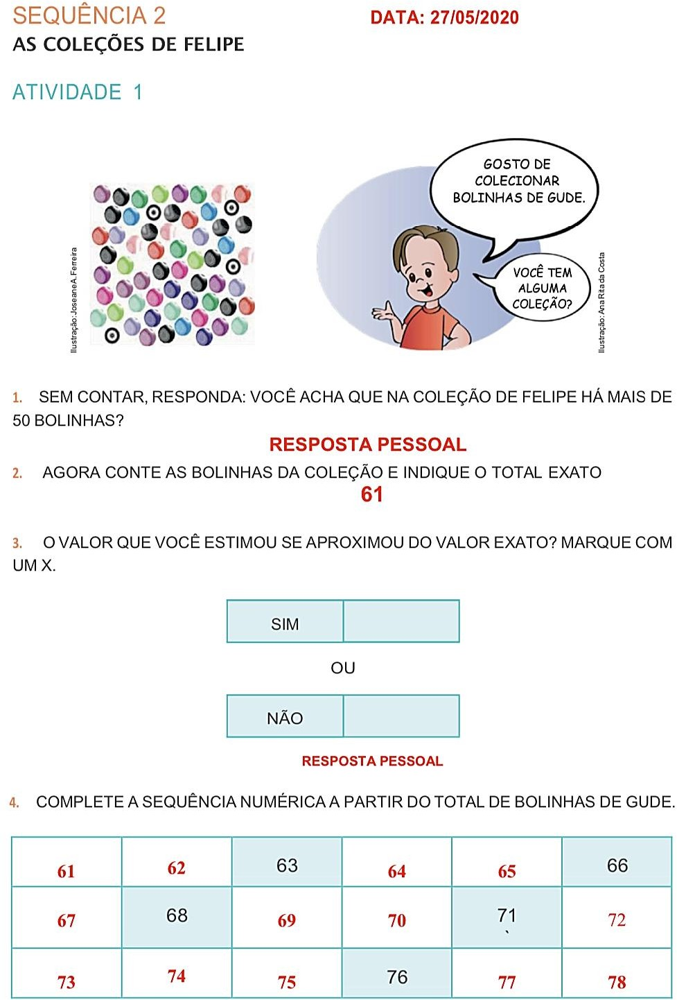 SEQUÊNCIA 2
DATA: 27/05/2020
AS COLEÇÕES DE FELIPE
ATIVIDADE 1
GOSTO DE
COLECIONAR
BOLINHAS DE GUDE.
VOCÊ TEM
ALGUMA
COLEÇÃO?
Ilustração: Joseane A. Ferreira
Ilustração: Ana Rita da Costa
1. SEM CONTAR, RESPONDA: VOCÊ ACHA QUE NA COLEÇÃO DE FELIPE HÁ MAIS DE
50 BOLINHAS?
RESPOSTA PESSOAL
2. AGORA CONTE AS BOLINHAS DA COLEÇÃO E INDIQUE O TOTAL EXATO
61
3. O VALOR QUE VOCÊ ESTIMOU SE APROXIMOU DO VALOR EXATO? MARQUE COM
UM X.
SIM
OU
NÃO
RESPOSTA PESSOAL
4. COMPLETE A SEQUÊNCIA NUMÉRICA A PARTIR DO TOTAL DE BOLINHAS DE GUDE.
61 62 63 64 65 66
67 68 69 70 71 72
73 74 75 76 77 78